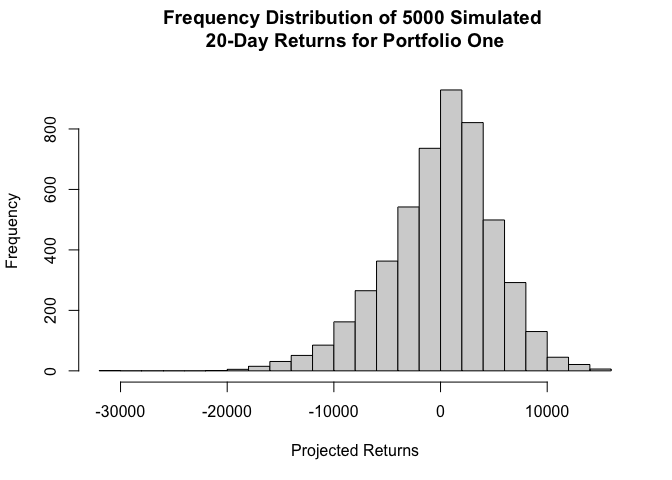 Frequency Distribution of 5000 Simulated
20-Day Returns for Portfolio One
Frequency
800
600
400
200
0
-30000 -20000 -10000 0 10000
Projected Returns